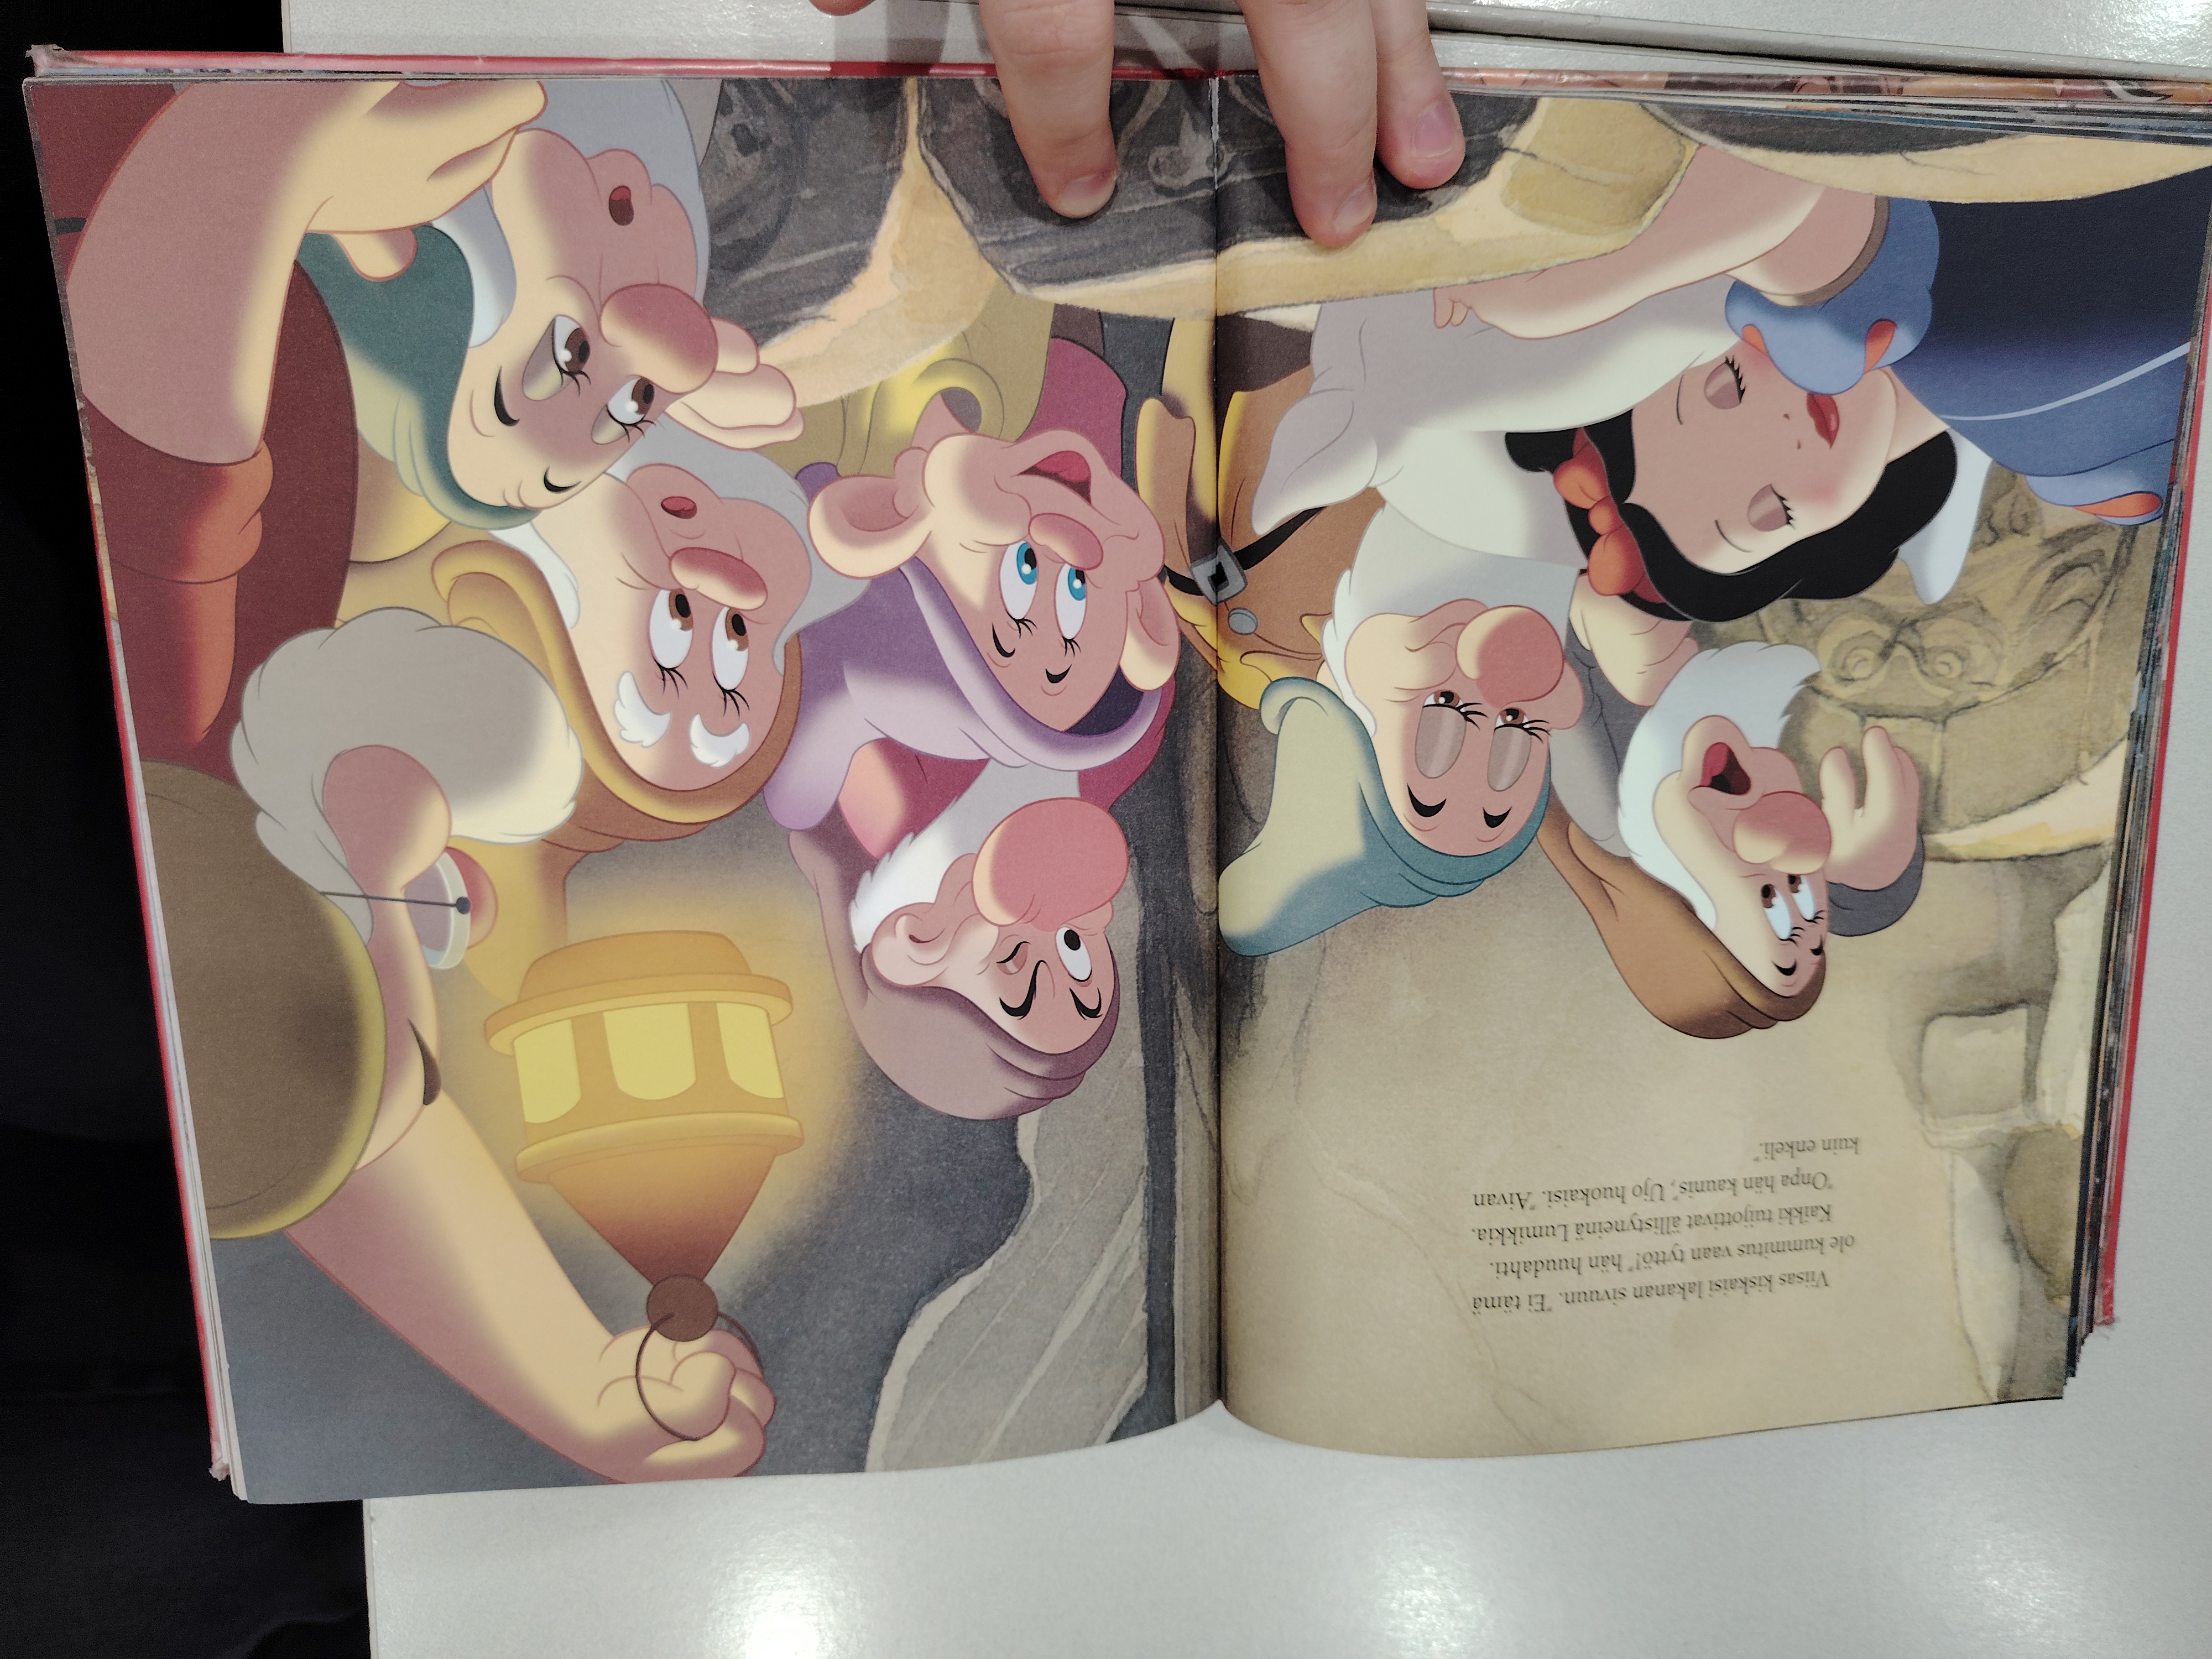 Viisas kiskaisi lakanan sivuun. "Ei tämä
ole kummitus vaan tyttö!" hän huudahti.
Kaikki tuijottivat ällistyneinä Lumikkia.
"Onpa hän kaunis", Ujo huokaisi. "Aivan
kuin enkeli."